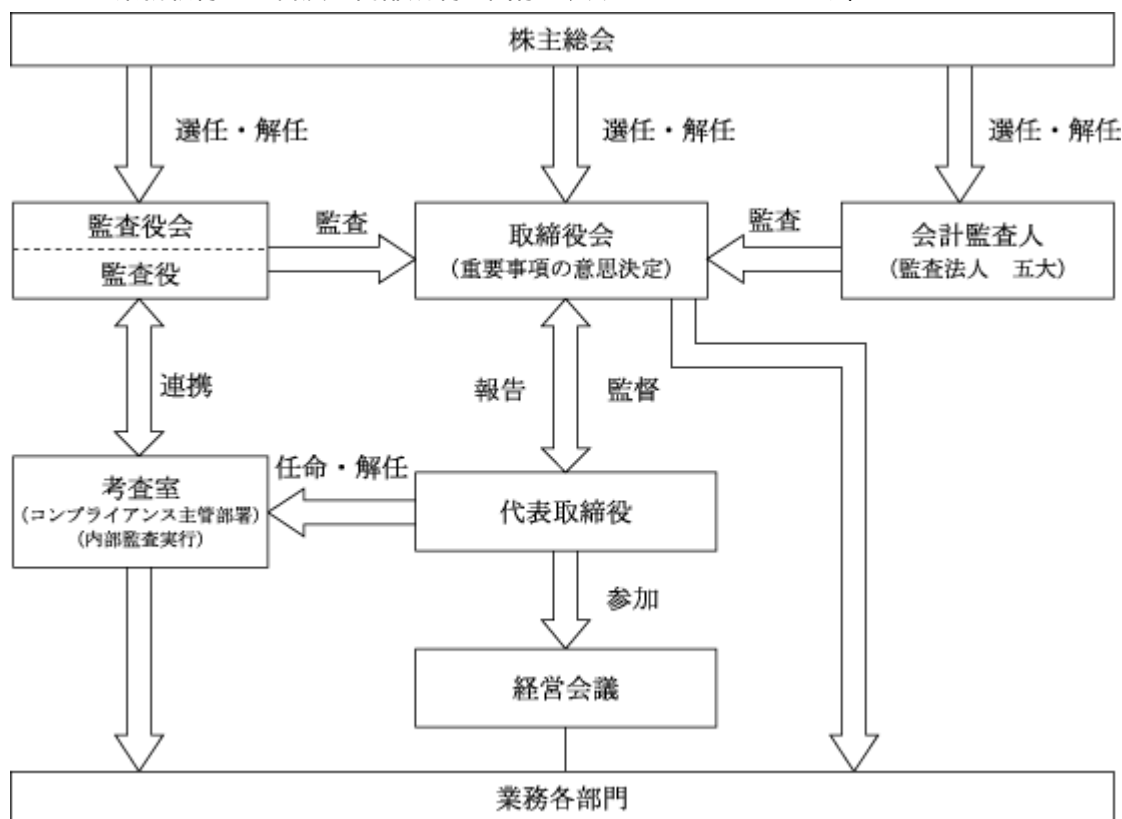 株主総会
選任・解任
選任・解任
選任・解任
監査役会
監査役
監査
取締役会
(重要事項の意思決定)
監査
会計監査人
(監査法人　五大)
連携
報告
監督
考査室
(コンプライアンス主管部署)
(内部監査実行)
任命・解任
代表取締役
参加
経営会議
業務各部門